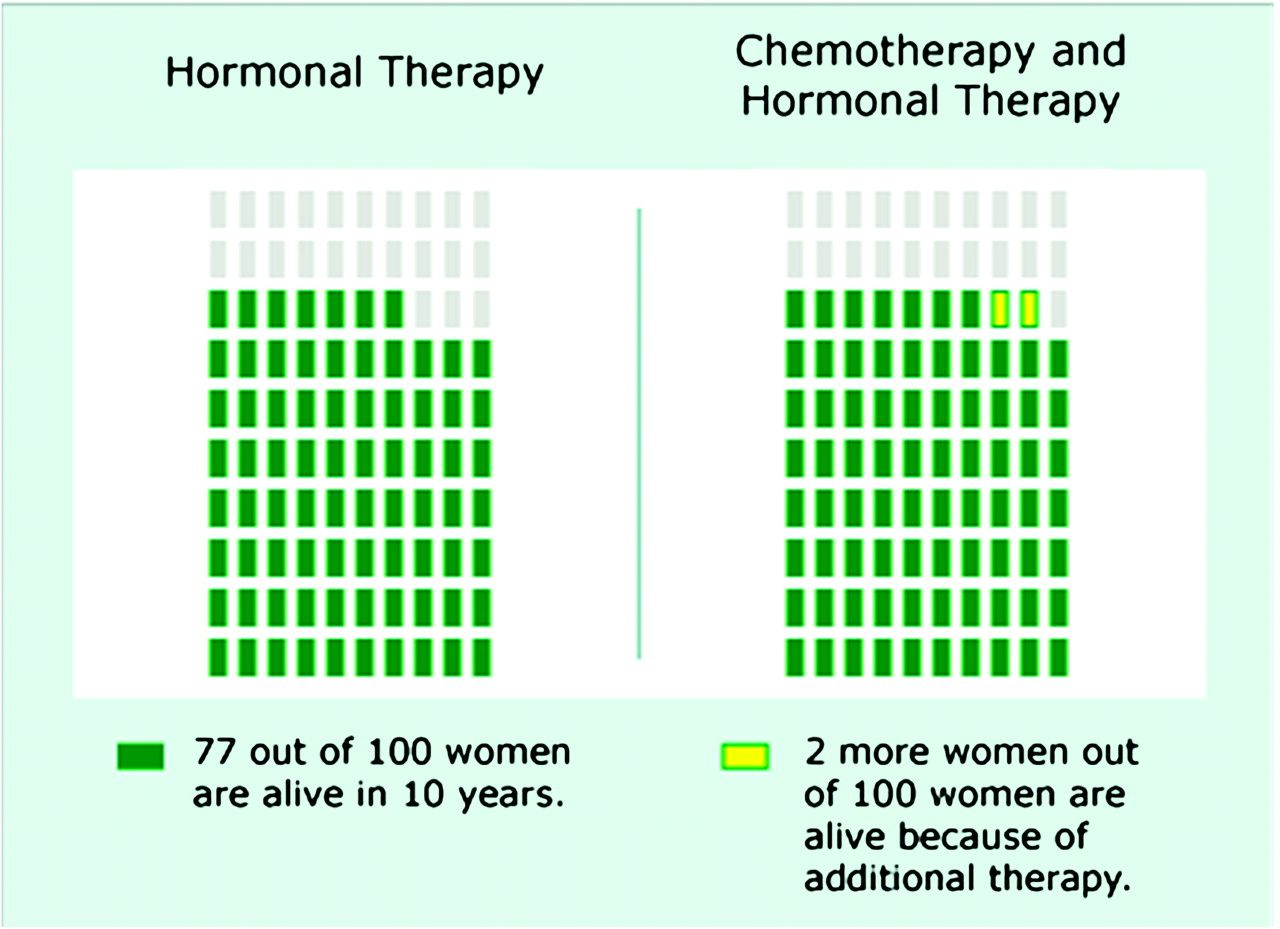 Hormonal Therapy
Chemotherapy and
Hormonal Therapy
77 out of 100 women
are alive in 10 years.
2 more women out
of 100 women are
alive because of
additional therapy.